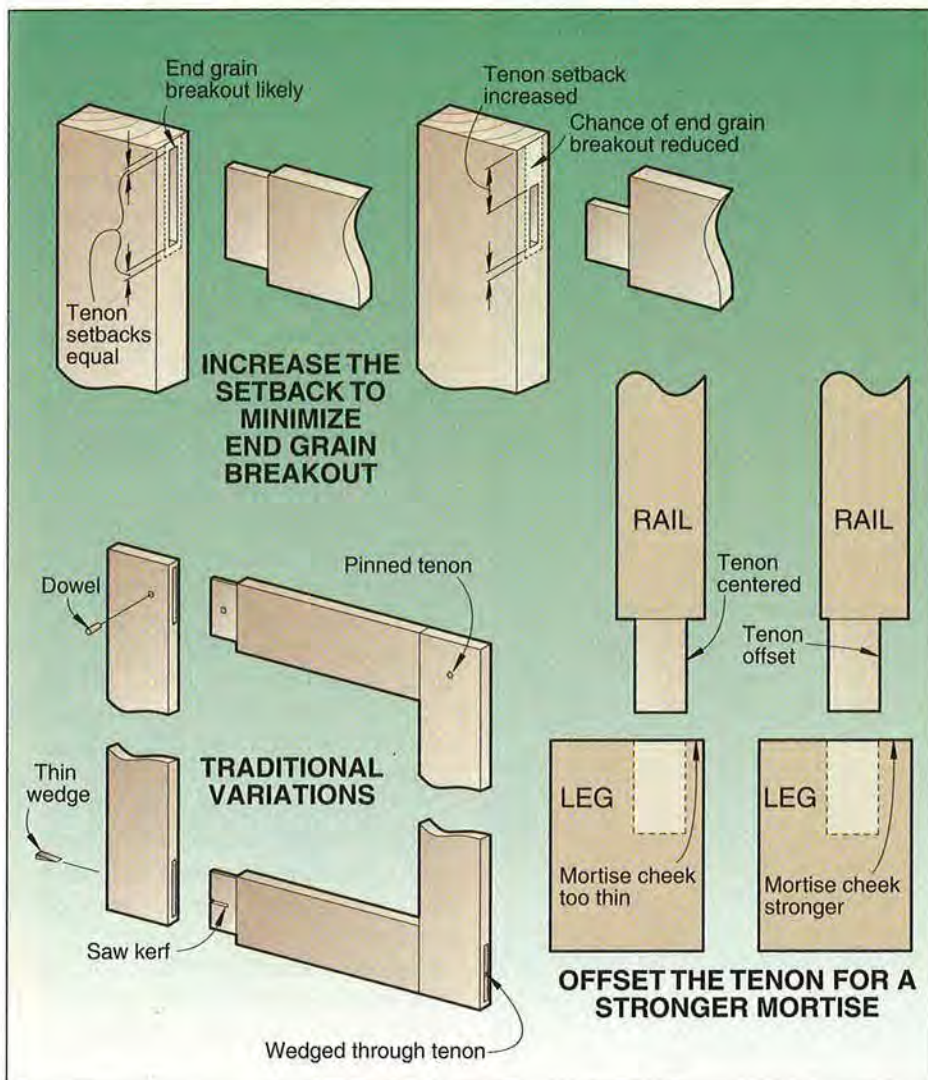 End grain
breakout likely
Tenon
setbacks
equal
Tenon setback
increased
Chance of end grain
breakout reduced
INCREASE THE
SETBACK TO
MINIMIZE
END GRAIN
BREAKOUT
Dowel
Pinned tenon
Thin
wedge
TRADITIONAL
VARIATIONS
Saw kerf
Wedged through tenon
RAIL
RAIL
Tenon
centered
Tenon
offset
LEG
LEG
Mortise cheek
too thin
Mortise cheek
stronger
OFFSET THE TENON FOR A
STRONGER MORTISE